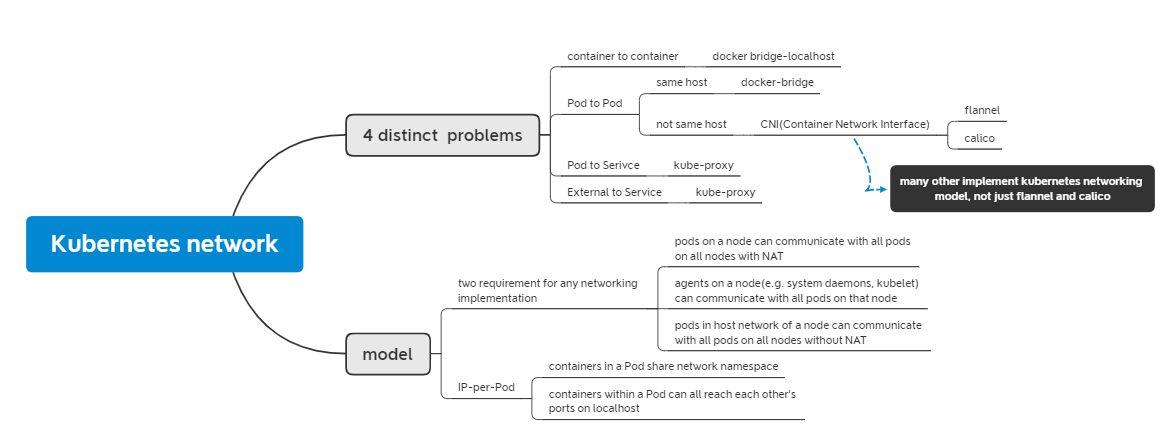 Kubernetes network
4 distinct problems
container to container
docker bridge-localhost
Pod to Pod
same host
docker-bridge
not same host
CNI(Container Network Interface)
flannel
calico
many other implement kubernetes networking
model, not just flannel and calico
Pod to Serivce
kube-proxy
External to Service
kube-proxy
model
two requirement for any networking
implementation
pods on a node can communicate with all pods
on all nodes with NAT
agents on a node(e.g. system daemons, kubelet)
can communicate with all pods on that node
pods in host network of a node can communicate
with all pods on all nodes without NAT
IP-per-Pod
containers in a Pod share network namespace
containers within a Pod can all reach each other's
ports on localhost